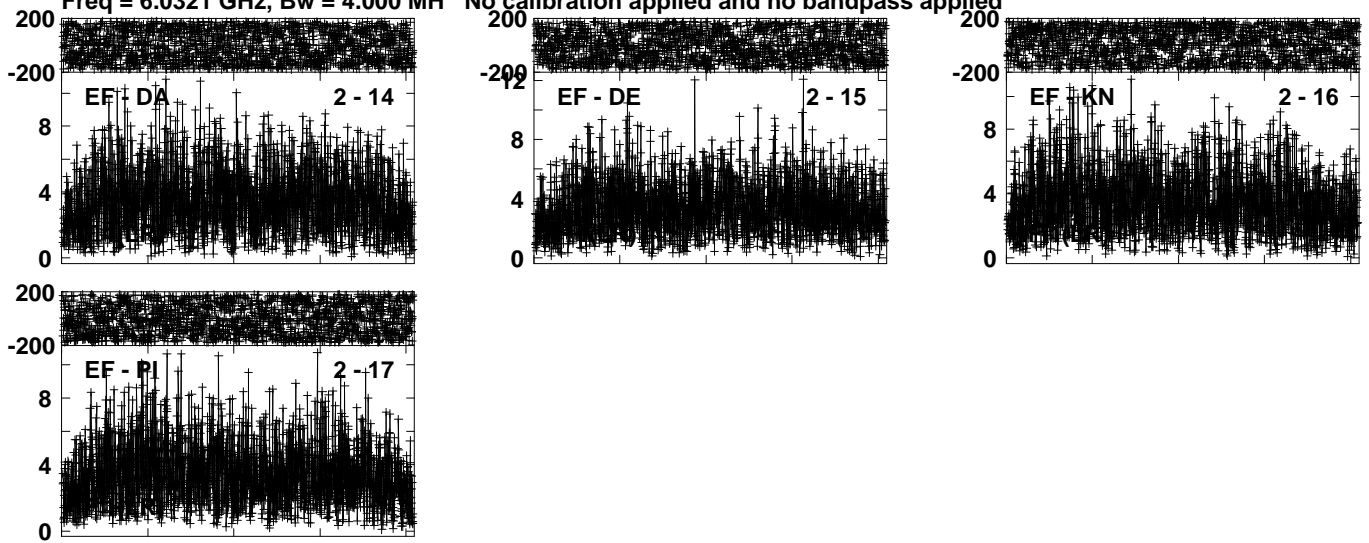 Freq = 6.0321 GHz, Bw = 4.000 MH No calibration applied and no bandpass applied
200 200 200
-200 -200 -200
12
EF - DA 2 - 14 EF - DE 2 - 15 EF - KN 2 - 16
8 8 8
4 4 4
0 0 0
200
-200
EF - PI 2 - 17
8
4
0